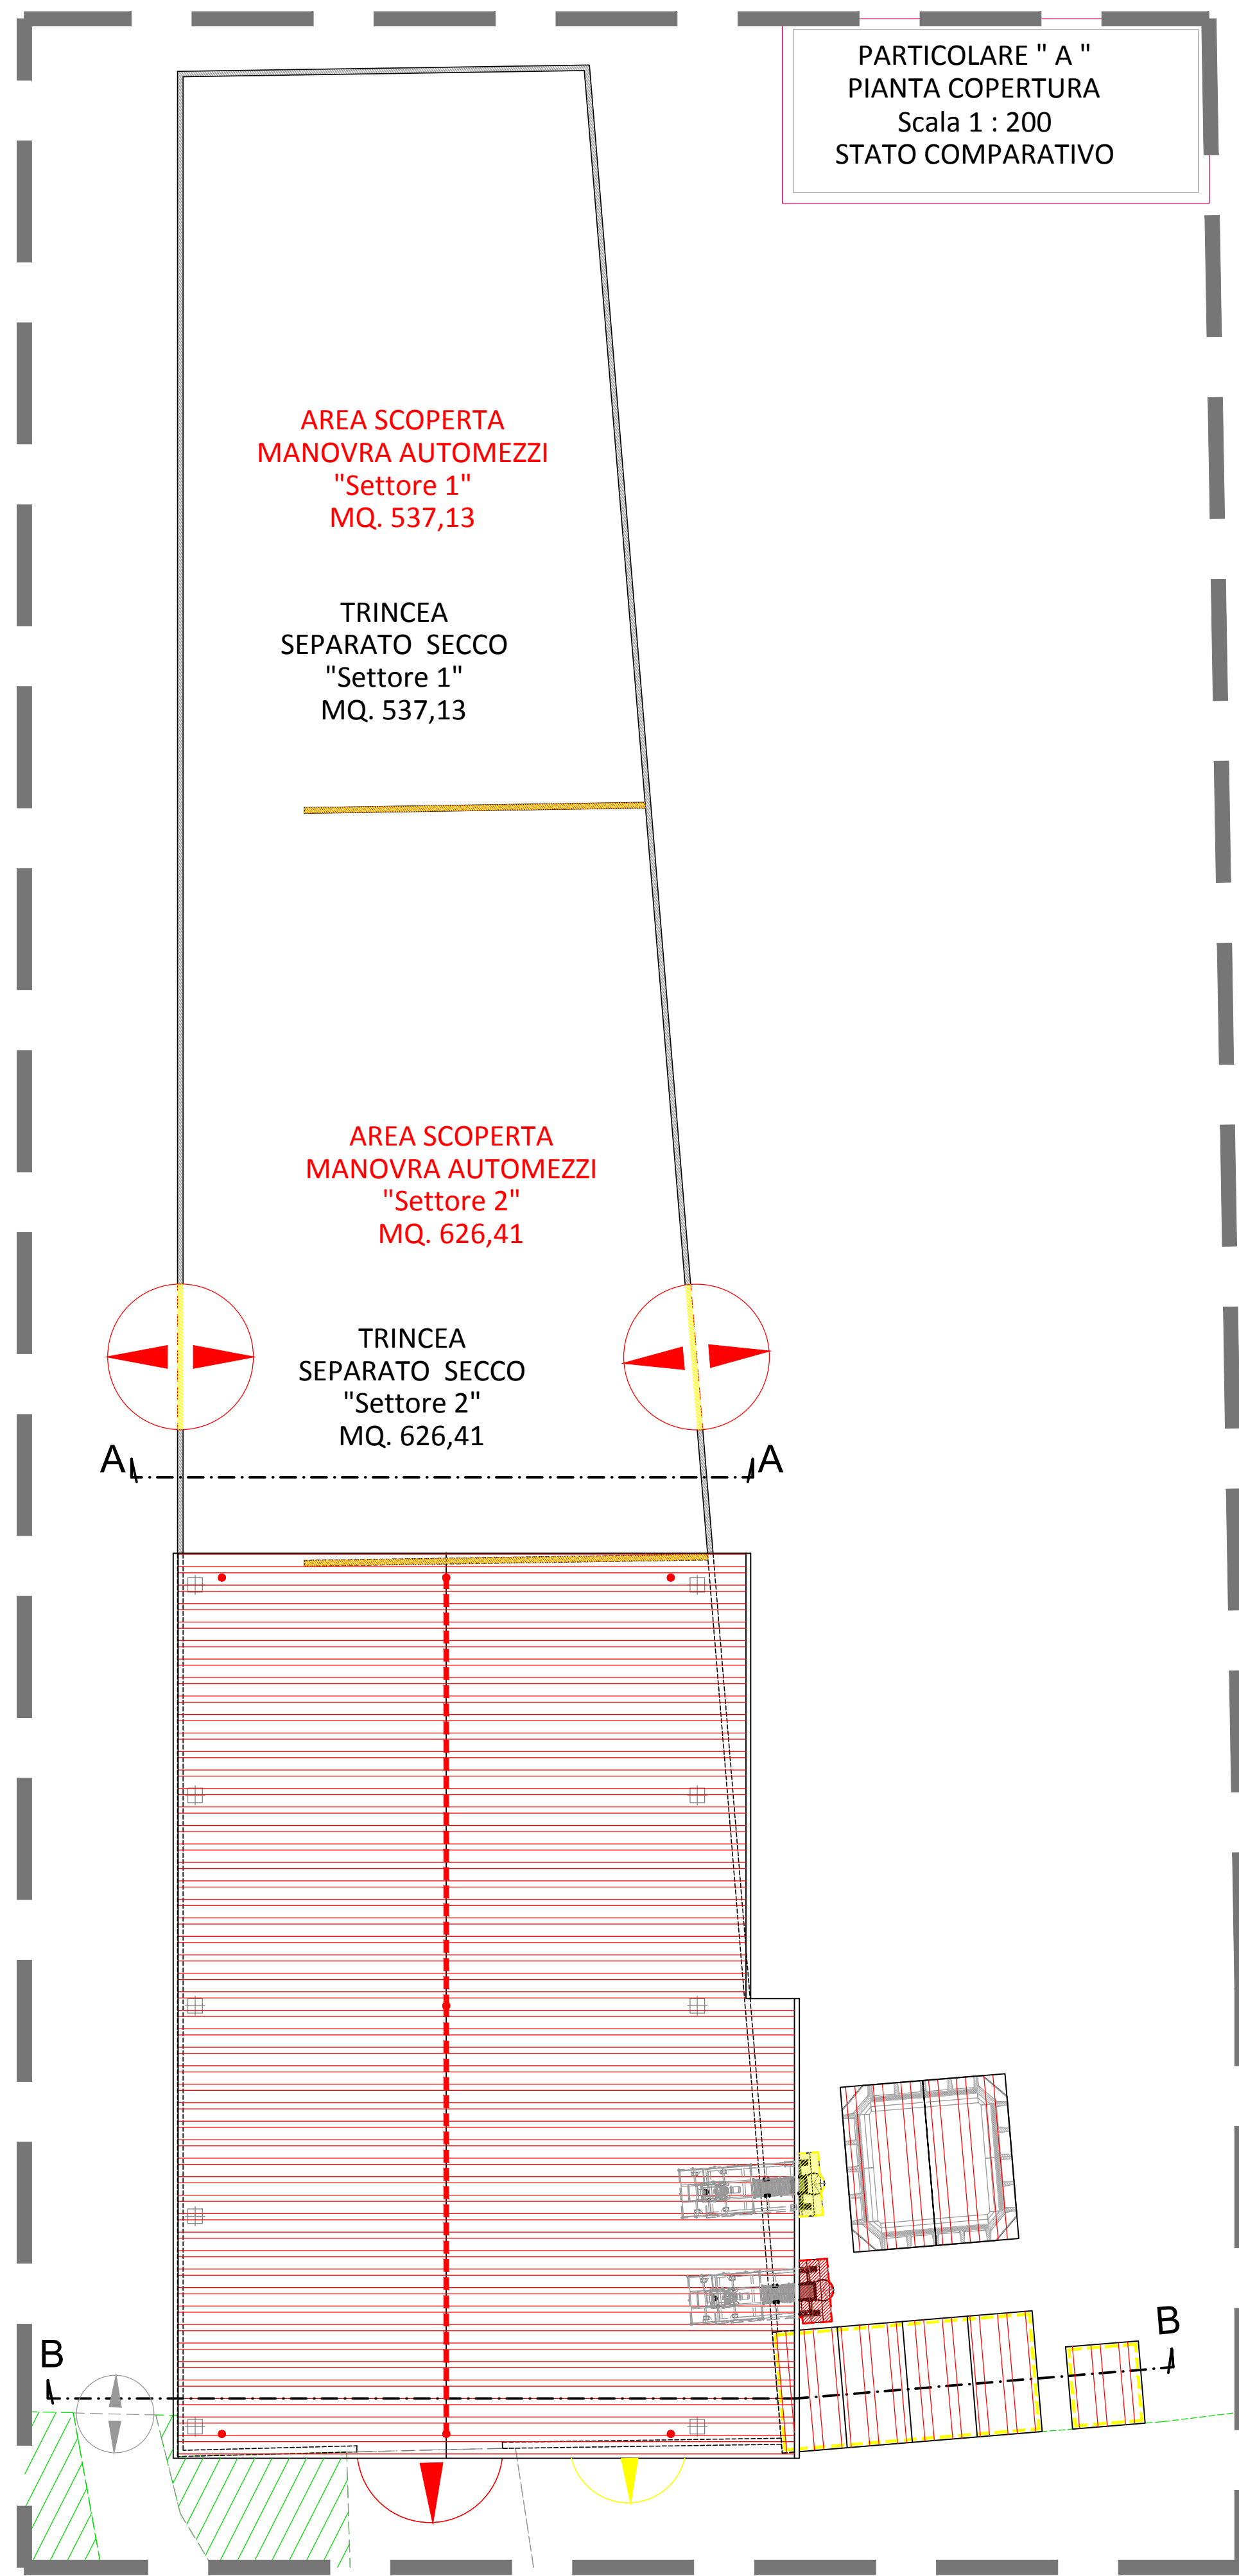 PARTICOLARE " A "
PIANTA COPERTURA
Scala 1 : 200
STATO COMPARATIVO
AREA SCOPERTA
MANOVRA AUTOMEZZI
"Settore 1"
MQ. 537,13
TRINCEA
SEPARATO SECCO
"Settore 1"
MQ. 537,13
AREA SCOPERTA
MANOVRA AUTOMEZZI
"Settore 2"
MQ. 626,41
TRINCEA
SEPARATO SECCO
"Settore 2"
MQ. 626,41
A A
B B